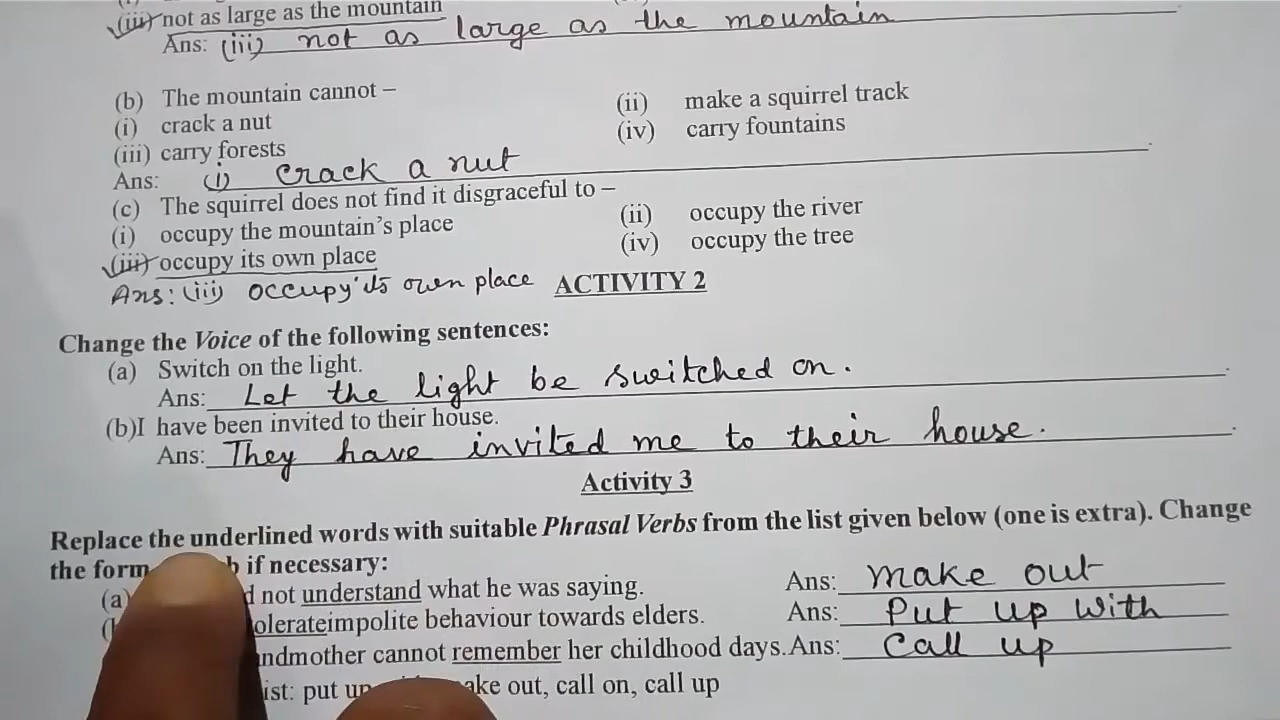 (iii) not as large as the mountain
Ans: (iii) not as large as the mountain
(b) The mountain cannot –
(i) crack a nut (ii) make a squirrel track
(iii) carry forests (iv) carry fountains
Ans: (i) crack a nut
(c) The squirrel does not find it disgraceful to –
(i) occupy the mountain's place (ii) occupy the river
(iii) occupy its own place (iv) occupy the tree
Ans: (iii) occupy its own place ACTIVITY 2
Change the Voice of the following sentences:
(a) Switch on the light.
Ans: Let the light be switched on.
(b)I have been invited to their house.
Ans: They have invited me to their house.
Activity 3
Replace the underlined words with suitable Phrasal Verbs from the list given below (one is extra). Change
the form if necessary:
(a) not understand what he was saying. Ans: make out
impolite behaviour towards elders. Ans: Put up with
cannot remember her childhood days.Ans: Call up
put out, call on, call up